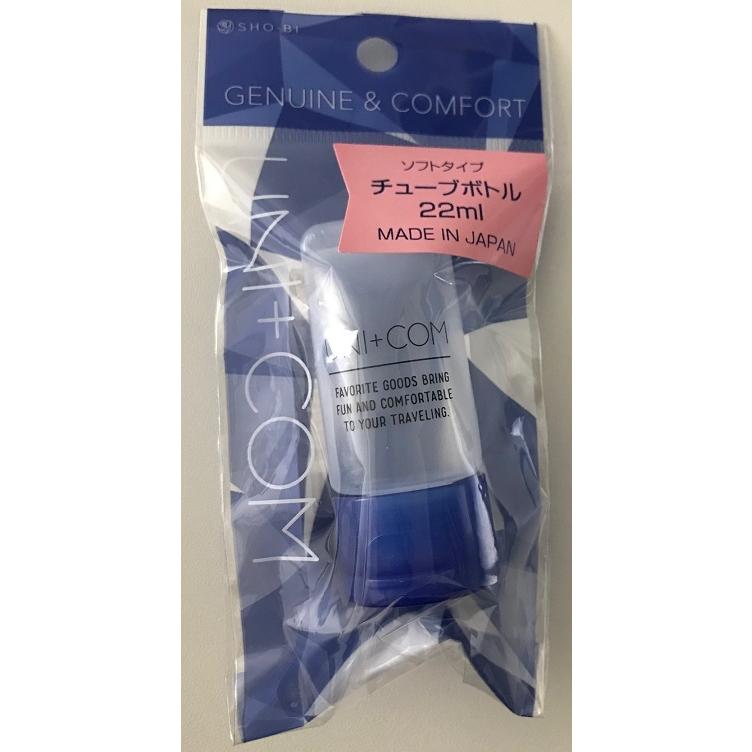 SHO-BI
GENUINE & COMFORT
UNI+COM
ソフトタイプ
チューブボトル
22ml
MADE IN JAPAN
UNI+COM
FAVORITE GOODS BRING
FUN AND COMFORTABLE
TO YOUR TRAVELING.